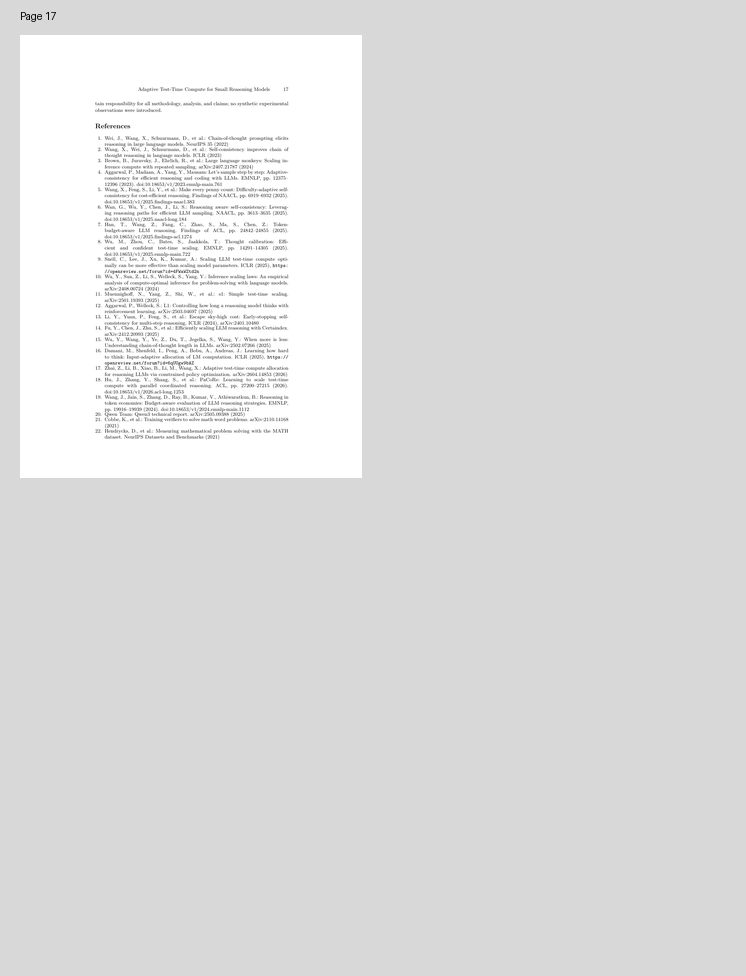 Page 17
Adaptive Test-Time Compute for Small Reasoning Models 17
tain responsibility for all methodology, analysis, and claims; no synthetic experimental
observations were introduced.
References
1. Wei, J., Wang, X., Schuurmans, D., et al.: Chain-of-thought prompting elicits
reasoning in large language models. NeurIPS 35 (2022)
2. Wang, X., Wei, J., Schuurmans, D., et al.: Self-consistency improves chain of
thought reasoning in language models. ICLR (2023)
3. Brown, B., Juravsky, J., Ehrlich, R., et al.: Large language monkeys: Scaling in-
ference compute with repeated sampling. arXiv:2407.21787 (2024)
4. Aggarwal, P., Madaan, A., Yang, Y., Mausam: Let's sample step by step: Adaptive-
consistency for efficient reasoning and coding with LLMs. EMNLP, pp. 12375–
12396 (2023). doi:10.18653/v1/2023.emnlp-main.761
5. Wang, X., Feng, S., Li, Y., et al.: Make every penny count: Difficulty-adaptive self-
consistency for cost-efficient reasoning. Findings of NAACL, pp. 6919–6932 (2025).
doi:10.18653/v1/2025.findings-naacl.383
6. Wan, G., Wu, Y., Chen, J., Li, S.: Reasoning aware self-consistency: Leverag-
ing reasoning paths for efficient LLM sampling. NAACL, pp. 3613–3635 (2025).
doi:10.18653/v1/2025.naacl-long.184
7. Han, T., Wang, Z., Fang, C., Zhao, S., Ma, S., Chen, Z.: Token-
budget-aware LLM reasoning. Findings of ACL, pp. 24842–24855 (2025).
doi:10.18653/v1/2025.findings-acl.1274
8. Wu, M., Zhou, C., Bates, S., Jaakkola, T.: Thought calibration: Effi-
cient and confident test-time scaling. EMNLP, pp. 14291–14305 (2025).
doi:10.18653/v1/2025.emnlp-main.722
9. Snell, C., Lee, J., Xu, K., Kumar, A.: Scaling LLM test-time compute opti-
mally can be more effective than scaling model parameters. ICLR (2025), https:
//openreview.net/forum?id=4FWAwZtd2n
10. Wu, Y., Sun, Z., Li, S., Welleck, S., Yang, Y.: Inference scaling laws: An empirical
analysis of compute-optimal inference for problem-solving with language models.
arXiv:2408.00724 (2024)
11. Muennighoff, N., Yang, Z., Shi, W., et al.: s1: Simple test-time scaling.
arXiv:2501.19393 (2025)
12. Aggarwal, P., Welleck, S.: L1: Controlling how long a reasoning model thinks with
reinforcement learning. arXiv:2503.04697 (2025)
13. Li, Y., Yuan, P., Feng, S., et al.: Escape sky-high cost: Early-stopping self-
consistency for multi-step reasoning. ICLR (2024), arXiv:2401.10480
14. Fu, Y., Chen, J., Zhu, S., et al.: Efficiently scaling LLM reasoning with Certaindex.
arXiv:2412.20993 (2025)
15. Wu, Y., Wang, Y., Ye, Z., Du, T., Jegelka, S., Wang, Y.: When more is less:
Understanding chain-of-thought length in LLMs. arXiv:2502.07266 (2025)
16. Damani, M., Shenfeld, I., Peng, A., Bobu, A., Andreas, J.: Learning how hard
to think: Input-adaptive allocation of LM computation. ICLR (2025), https://
openreview.net/forum?id=6qUUgw9bAZ
17. Zhai, Z., Li, B., Xiao, B., Li, M., Wang, X.: Adaptive test-time compute allocation
for reasoning LLMs via constrained policy optimization. arXiv:2604.14853 (2026)
18. Hu, J., Zhang, Y., Shang, S., et al.: PaCoRe: Learning to scale test-time
compute with parallel coordinated reasoning. ACL, pp. 27200–27215 (2026).
doi:10.18653/v1/2026.acl-long.1253
19. Wang, J., Jain, S., Zhang, D., Ray, B., Kumar, V., Athiwaratkun, B.: Reasoning in
token economies: Budget-aware evaluation of LLM reasoning strategies. EMNLP,
pp. 19916–19939 (2024). doi:10.18653/v1/2024.emnlp-main.1112
20. Qwen Team: Qwen3 technical report. arXiv:2505.09388 (2025)
21. Cobbe, K., et al.: Training verifiers to solve math word problems. arXiv:2110.14168
(2021)
22. Hendrycks, D., et al.: Measuring mathematical problem solving with the MATH
dataset. NeurIPS Datasets and Benchmarks (2021)